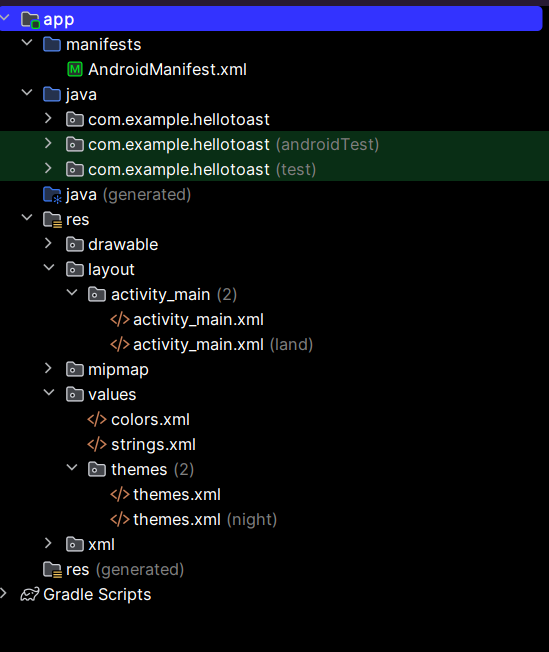 app
manifests
M AndroidManifest.xml
java
com.example.hellotoast
com.example.hellotoast (androidTest)
com.example.hellotoast (test)
java (generated)
res
drawable
layout
activity_main (2)
</> activity_main.xml
</> activity_main.xml (land)
mipmap
values
</> colors.xml
</> strings.xml
themes (2)
</> themes.xml
</> themes.xml (night)
xml
res (generated)
Gradle Scripts